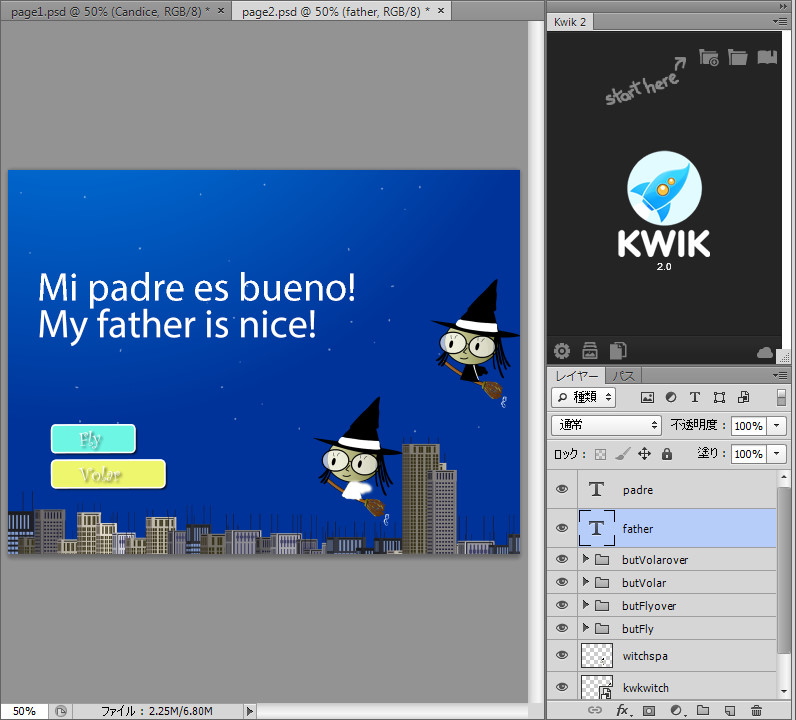 page1.psd @ 50% (Candice, RGB/8) * ×
page2.psd @ 50% (father, RGB/8) * ×
Mi padre es bueno!
My father is nice!
Fly
Volar
50%
ファイル : 2.25M/6.80M
Kwik 2
start here
KWIK
2.0
レイヤー
パス
種類
通常
不透明度 : 100%
ロック :
塗り : 100%
T padre
T father
butVolarover
butVolar
butFlyover
butFly
witchspa
kwkwitch
fx